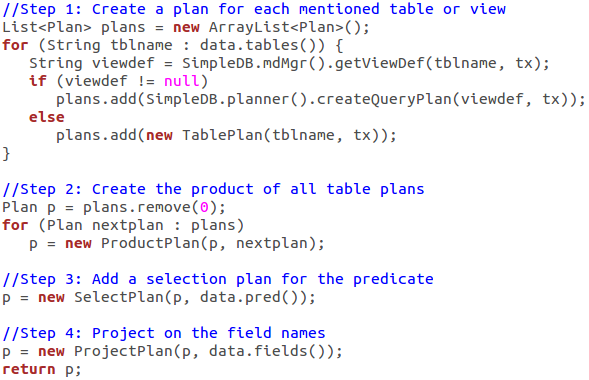 //Step 1: Create a plan for each mentioned table or view
List<Plan> plans = new ArrayList<Plan>();
for (String tblname : data.tables()) {
   String viewdef = SimpleDB.mdMgr().getViewDef(tblname, tx);
   if (viewdef != null)
      plans.add(SimpleDB.planner().createQueryPlan(viewdef, tx));
   else
      plans.add(new TablePlan(tblname, tx));
}

//Step 2: Create the product of all table plans
Plan p = plans.remove(0);
for (Plan nextplan : plans)
   p = new ProductPlan(p, nextplan);

//Step 3: Add a selection plan for the predicate
p = new SelectPlan(p, data.pred());

//Step 4: Project on the field names
p = new ProjectPlan(p, data.fields());
return p;